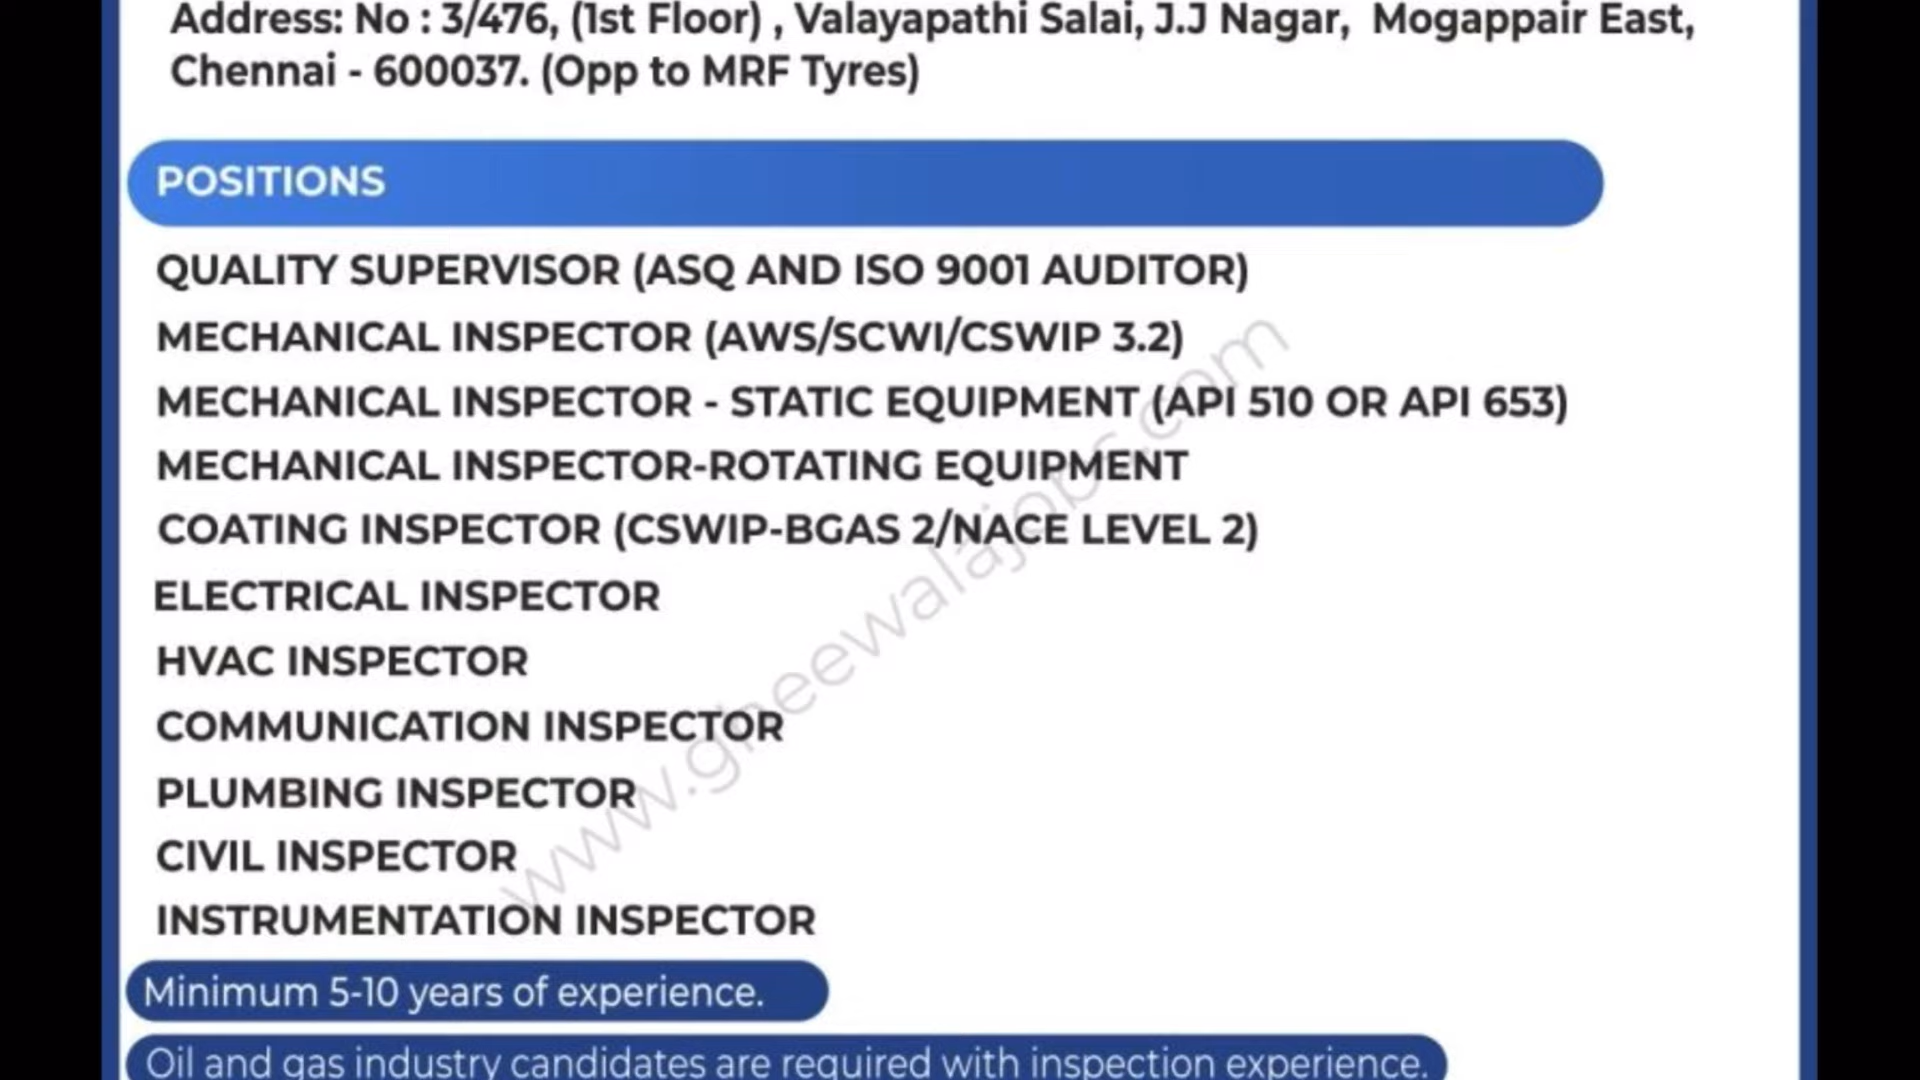 Address: No : 3/476, (1st Floor) , Valayapathi Salai, J.J Nagar, Mogappair East,
Chennai - 600037. (Opp to MRF Tyres)
POSITIONS
QUALITY SUPERVISOR (ASQ AND ISO 9001 AUDITOR)
MECHANICAL INSPECTOR (AWS/SCWI/CSWIP 3.2)
MECHANICAL INSPECTOR - STATIC EQUIPMENT (API 510 OR API 653)
MECHANICAL INSPECTOR-ROTATING EQUIPMENT
COATING INSPECTOR (CSWIP-BGAS 2/NACE LEVEL 2)
ELECTRICAL INSPECTOR
HVAC INSPECTOR
COMMUNICATION INSPECTOR
PLUMBING INSPECTOR
CIVIL INSPECTOR
INSTRUMENTATION INSPECTOR
Minimum 5-10 years of experience.
Oil and gas industry candidates are required with inspection experience.
www.gheewalajobs.com